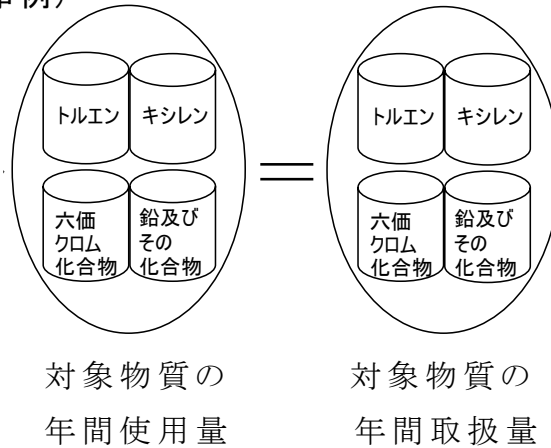 トルエン キシレン
六価
クロム
化合物
鉛及び
その
化合物
=
トルエン キシレン
六価
クロム
化合物
鉛及び
その
化合物
対象物質の
年間使用量
対象物質の
年間取扱量